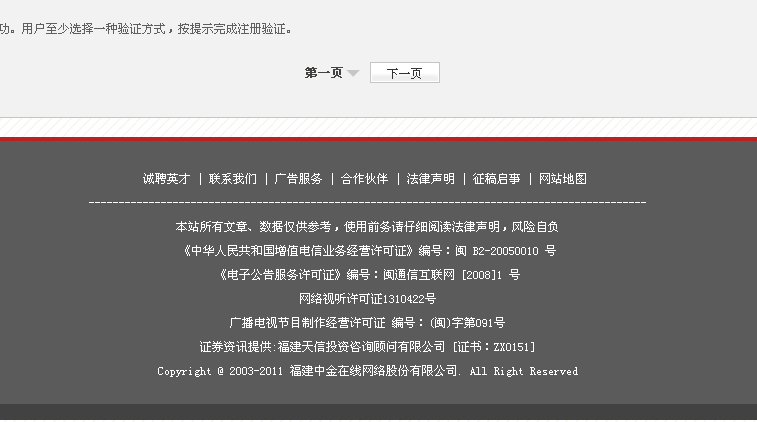 功。用户至少选择一种验证方式，按提示完成注册验证。
第一页 下一页
诚聘英才 | 联系我们 | 广告服务 | 合作伙伴 | 法律声明 | 征稿启事 | 网站地图
本站所有文章、数据仅供参考，使用前务请仔细阅读法律声明，风险自负
《中华人民共和国增值电信业务经营许可证》编号：闽 B2-20050010 号
《电子公告服务许可证》编号：闽通信互联网 [2008]1 号
网络视听许可证1310422号
广播电视节目制作经营许可证 编号：(闽)字第091号
证券资讯提供:福建天信投资咨询顾问有限公司 [证书：ZX0151]
Copyright @ 2003-2011 福建中金在线网络股份有限公司. All Right Reserved